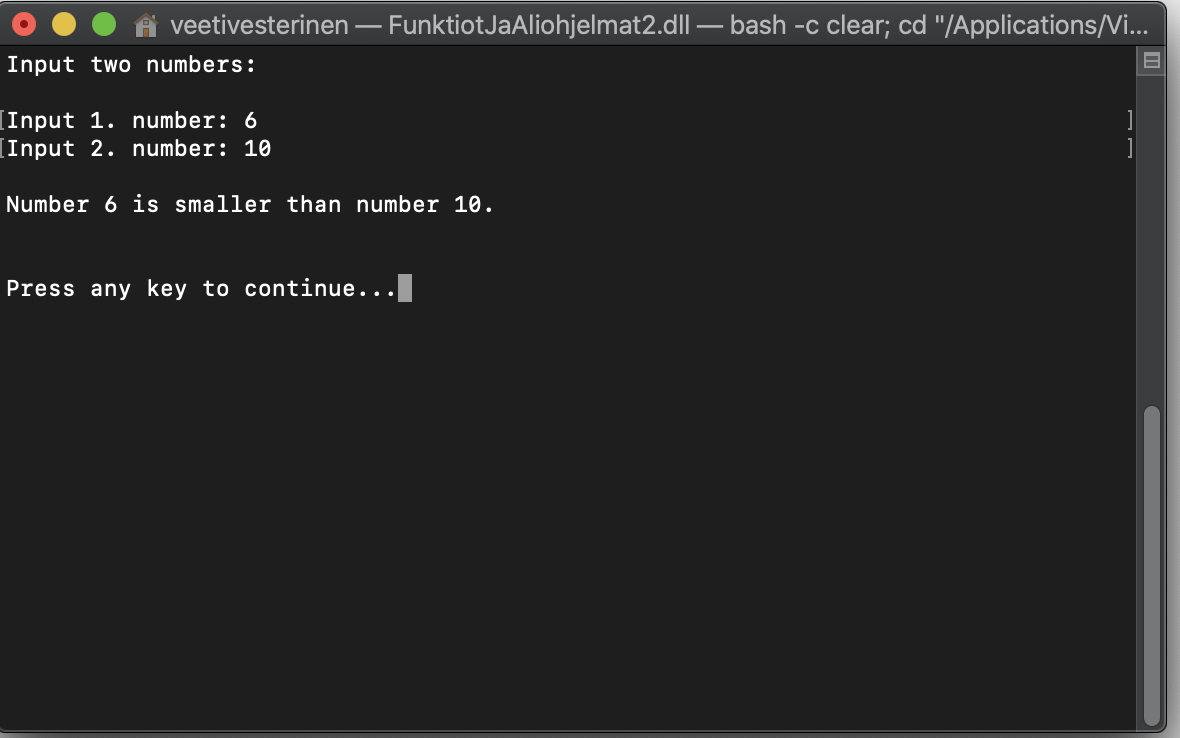 veetivesterinen — FunktiotJaAliohjelmat2.dll — bash -c clear; cd "/Applications/Vi...
Input two numbers:
[Input 1. number: 6 ]
[Input 2. number: 10 ]
Number 6 is smaller than number 10.
Press any key to continue...